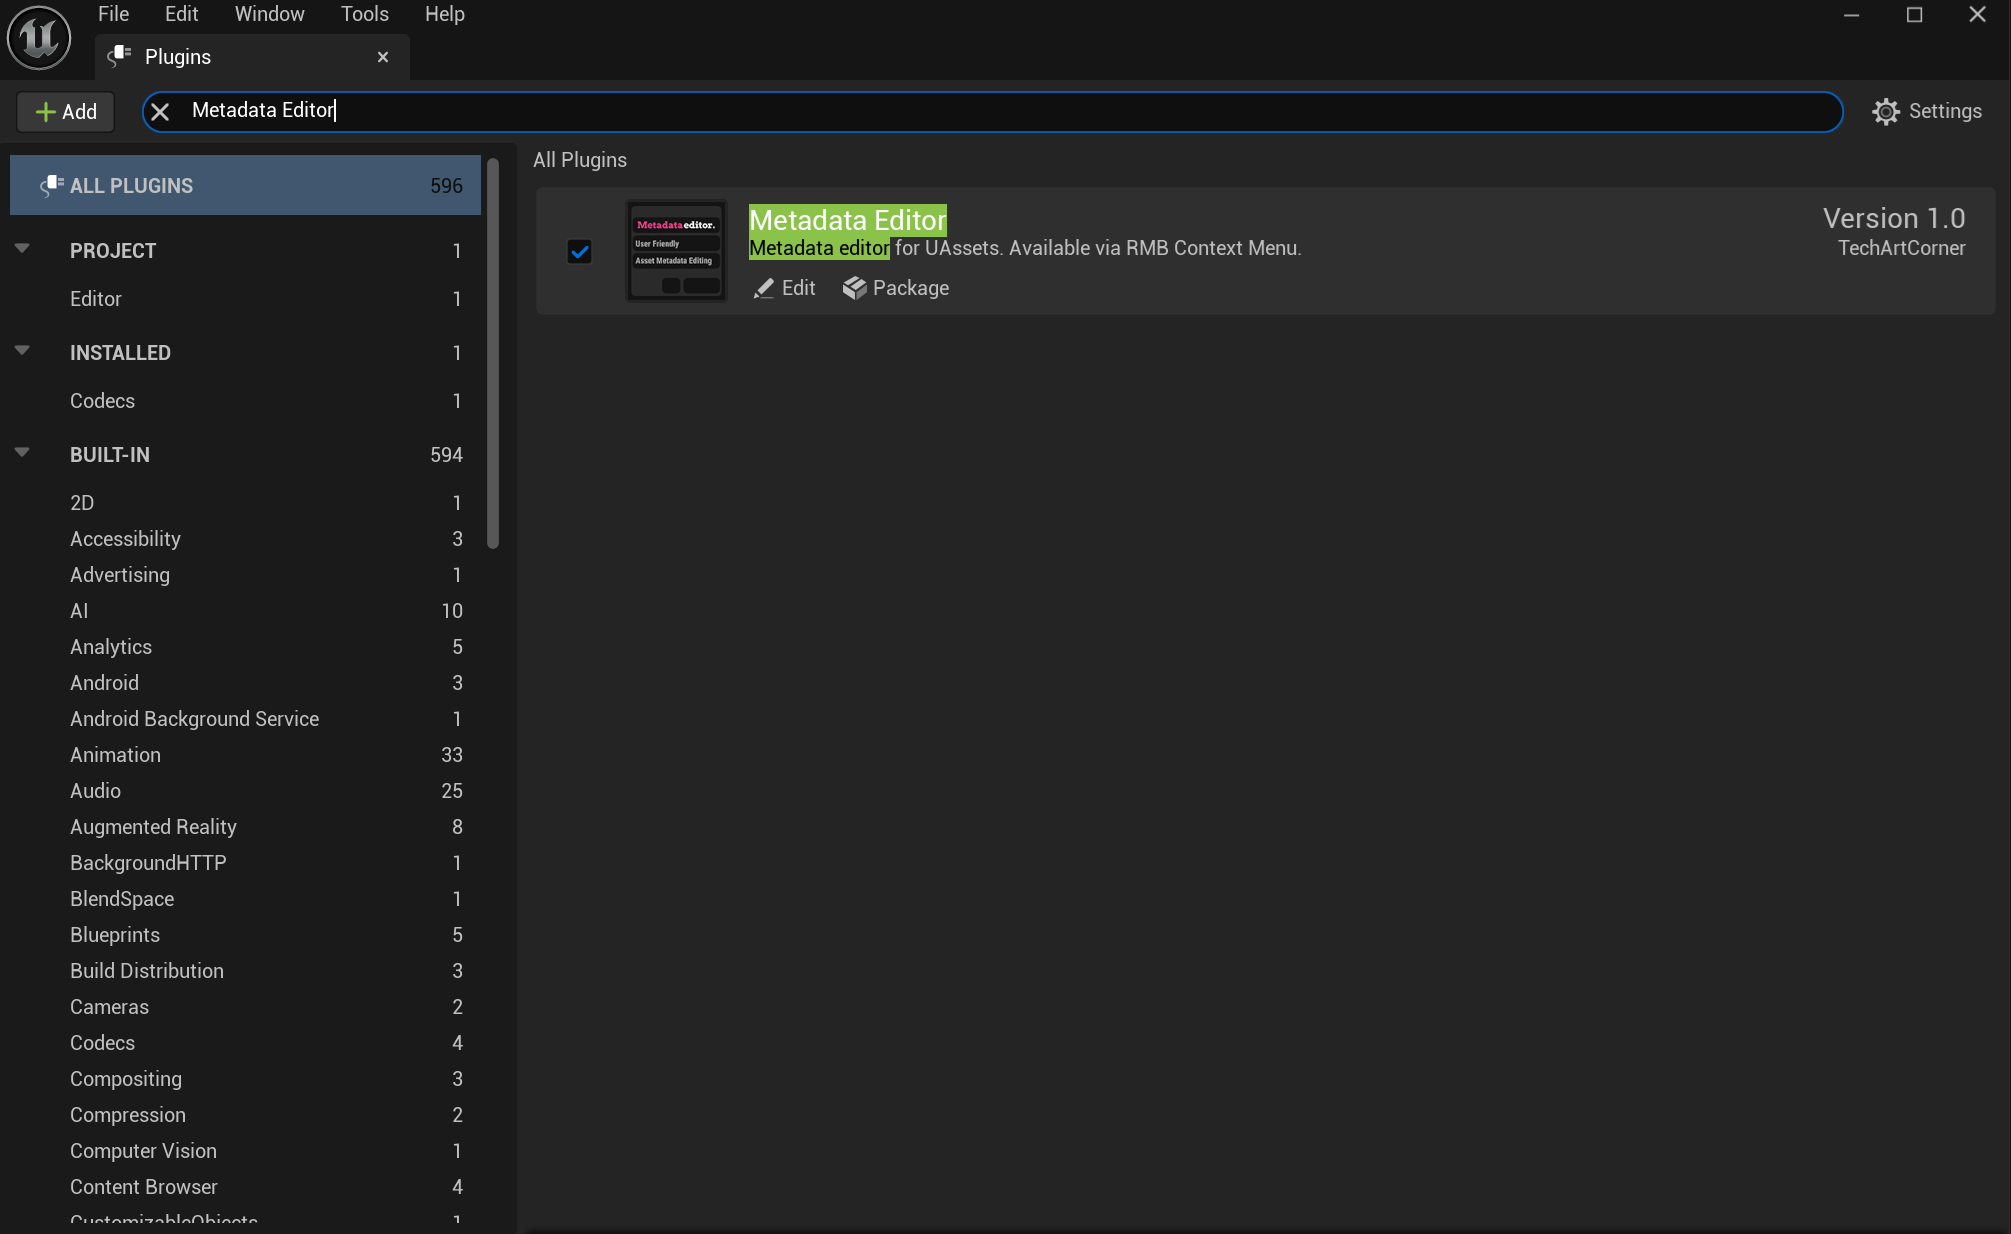 File Edit Window Tools Help
Plugins
Add
Metadata Editor
Settings
ALL PLUGINS 596
PROJECT 1
Editor 1
INSTALLED 1
Codecs 1
BUILT-IN 594
2D 1
Accessibility 3
Advertising 1
AI 10
Analytics 5
Android 3
Android Background Service 1
Animation 33
Audio 25
Augmented Reality 8
BackgroundHTTP 1
BlendSpace 1
Blueprints 5
Build Distribution 3
Cameras 2
Codecs 4
Compositing 3
Compression 2
Computer Vision 1
Content Browser 4
CustomizableObjects 1
All Plugins
Metadata editor.
User Friendly
Asset Metadata Editing
Metadata Editor
Metadata editor for UAssets. Available via RMB Context Menu.
Edit Package
Version 1.0
TechArtCorner